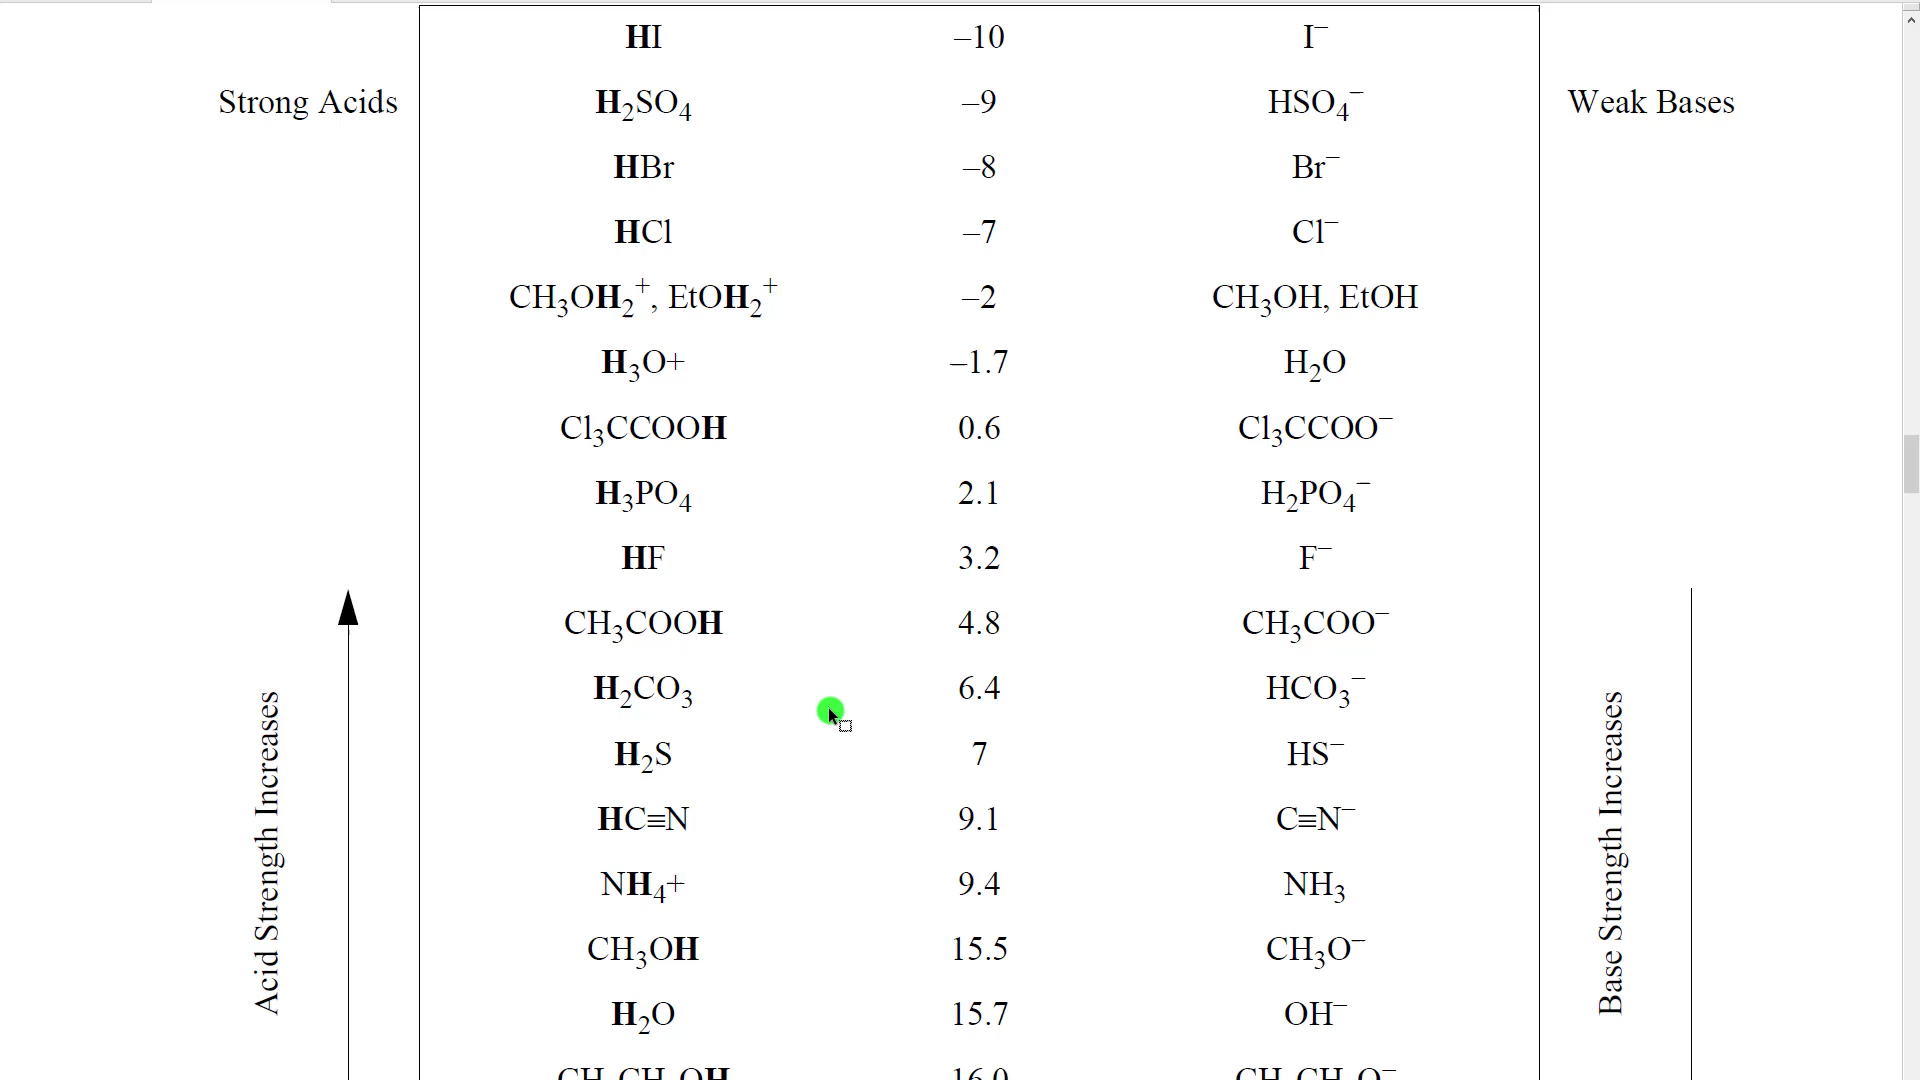 HI –10 I⁻
Strong Acids H₂SO₄ –9 HSO₄⁻ Weak Bases
HBr –8 Br⁻
HCl –7 Cl⁻
CH₃OH₂⁺, EtOH₂⁺ –2 CH₃OH, EtOH
H₃O+ –1.7 H₂O
Cl₃CCOOH 0.6 Cl₃CCOO⁻
H₃PO₄ 2.1 H₂PO₄⁻
HF 3.2 F⁻
CH₃COOH 4.8 CH₃COO⁻
H₂CO₃ 6.4 HCO₃⁻
H₂S 7 HS⁻
HC≡N 9.1 C≡N⁻
NH₄+ 9.4 NH₃
CH₃OH 15.5 CH₃O⁻
H₂O 15.7 OH⁻
Acid Strength Increases
Base Strength Increases